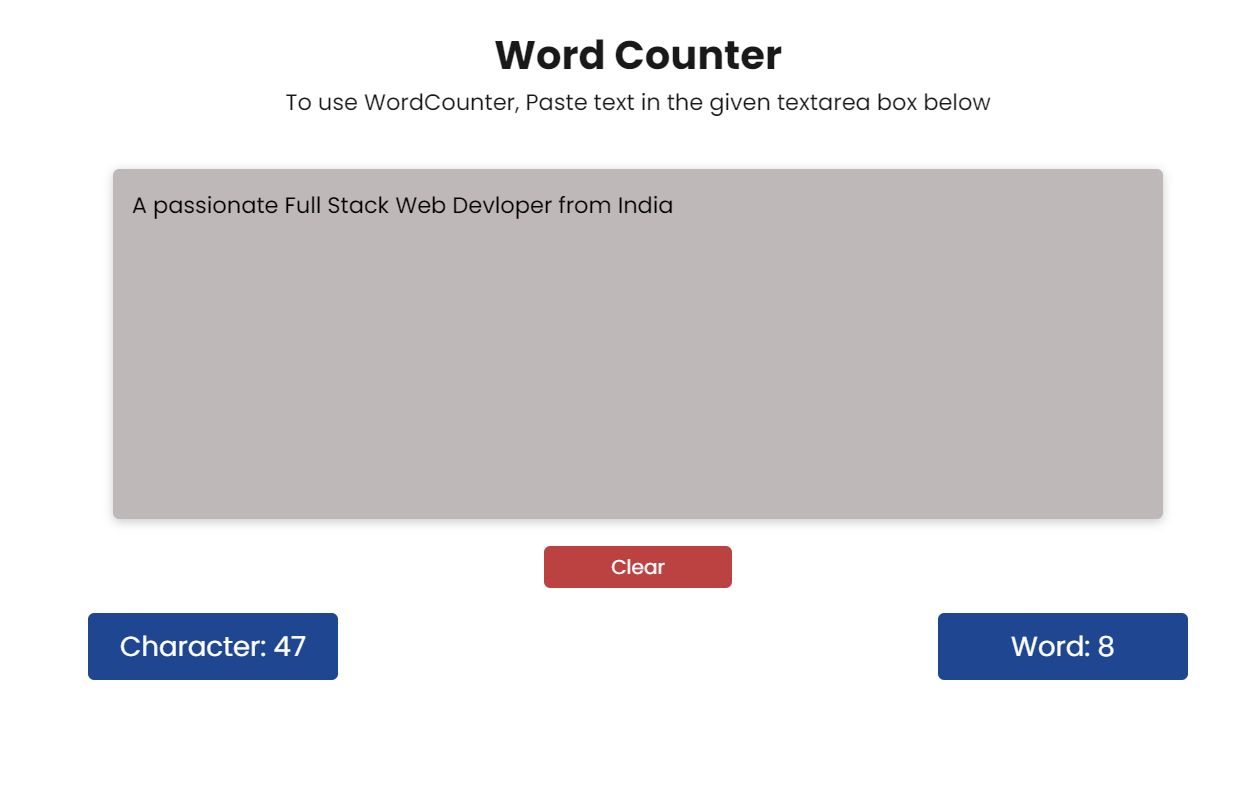 Word Counter
To use WordCounter, Paste text in the given textarea box below
A passionate Full Stack Web Devloper from India
Clear
Character: 47
Word: 8